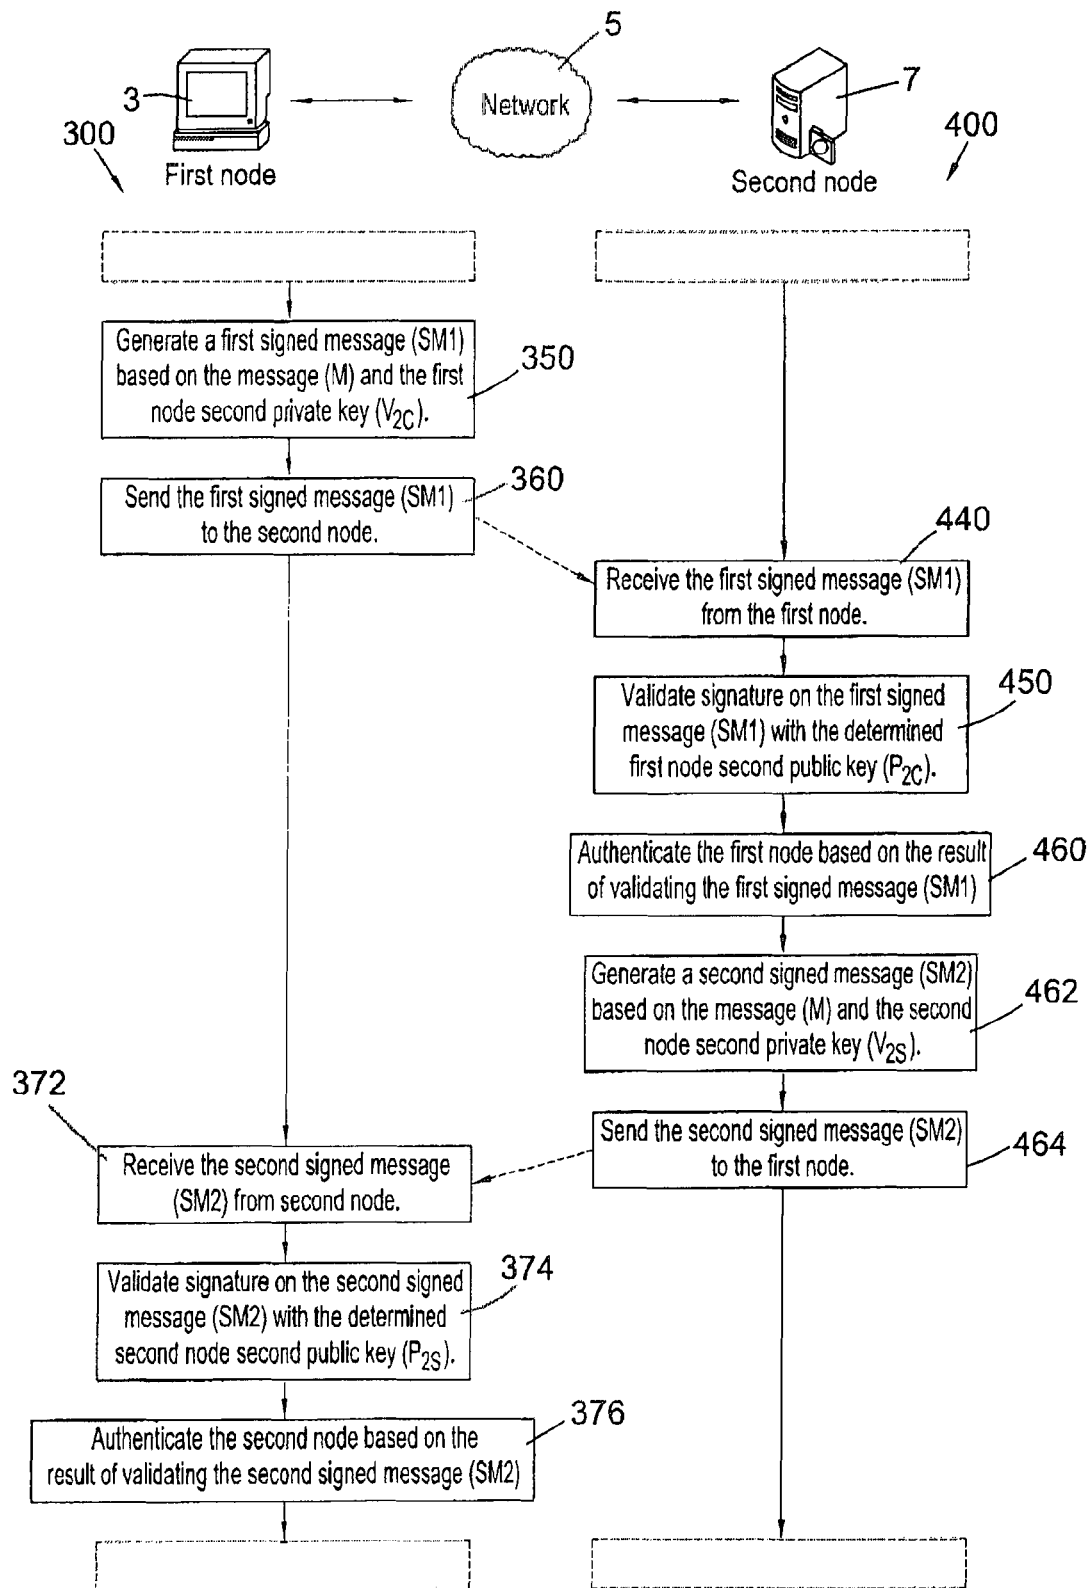 5
3
Network
7
300
400
First node
Second node
Generate a first signed message (SM1)
based on the message (M) and the first
node second private key (V2C).
350
Send the first signed message (SM1)
to the second node.
360
440
Receive the first signed message (SM1)
from the first node.
Validate signature on the first signed
message (SM1) with the determined
first node second public key (P2C).
450
Authenticate the first node based on the result
of validating the first signed message (SM1)
460
Generate a second signed message (SM2)
based on the message (M) and the second
node second private key (V2S).
462
Send the second signed message (SM2)
to the first node.
464
372
Receive the second signed message
(SM2) from second node.
Validate signature on the second signed
message (SM2) with the determined
second node second public key (P2S).
374
Authenticate the second node based on the
result of validating the second signed message (SM2)
376